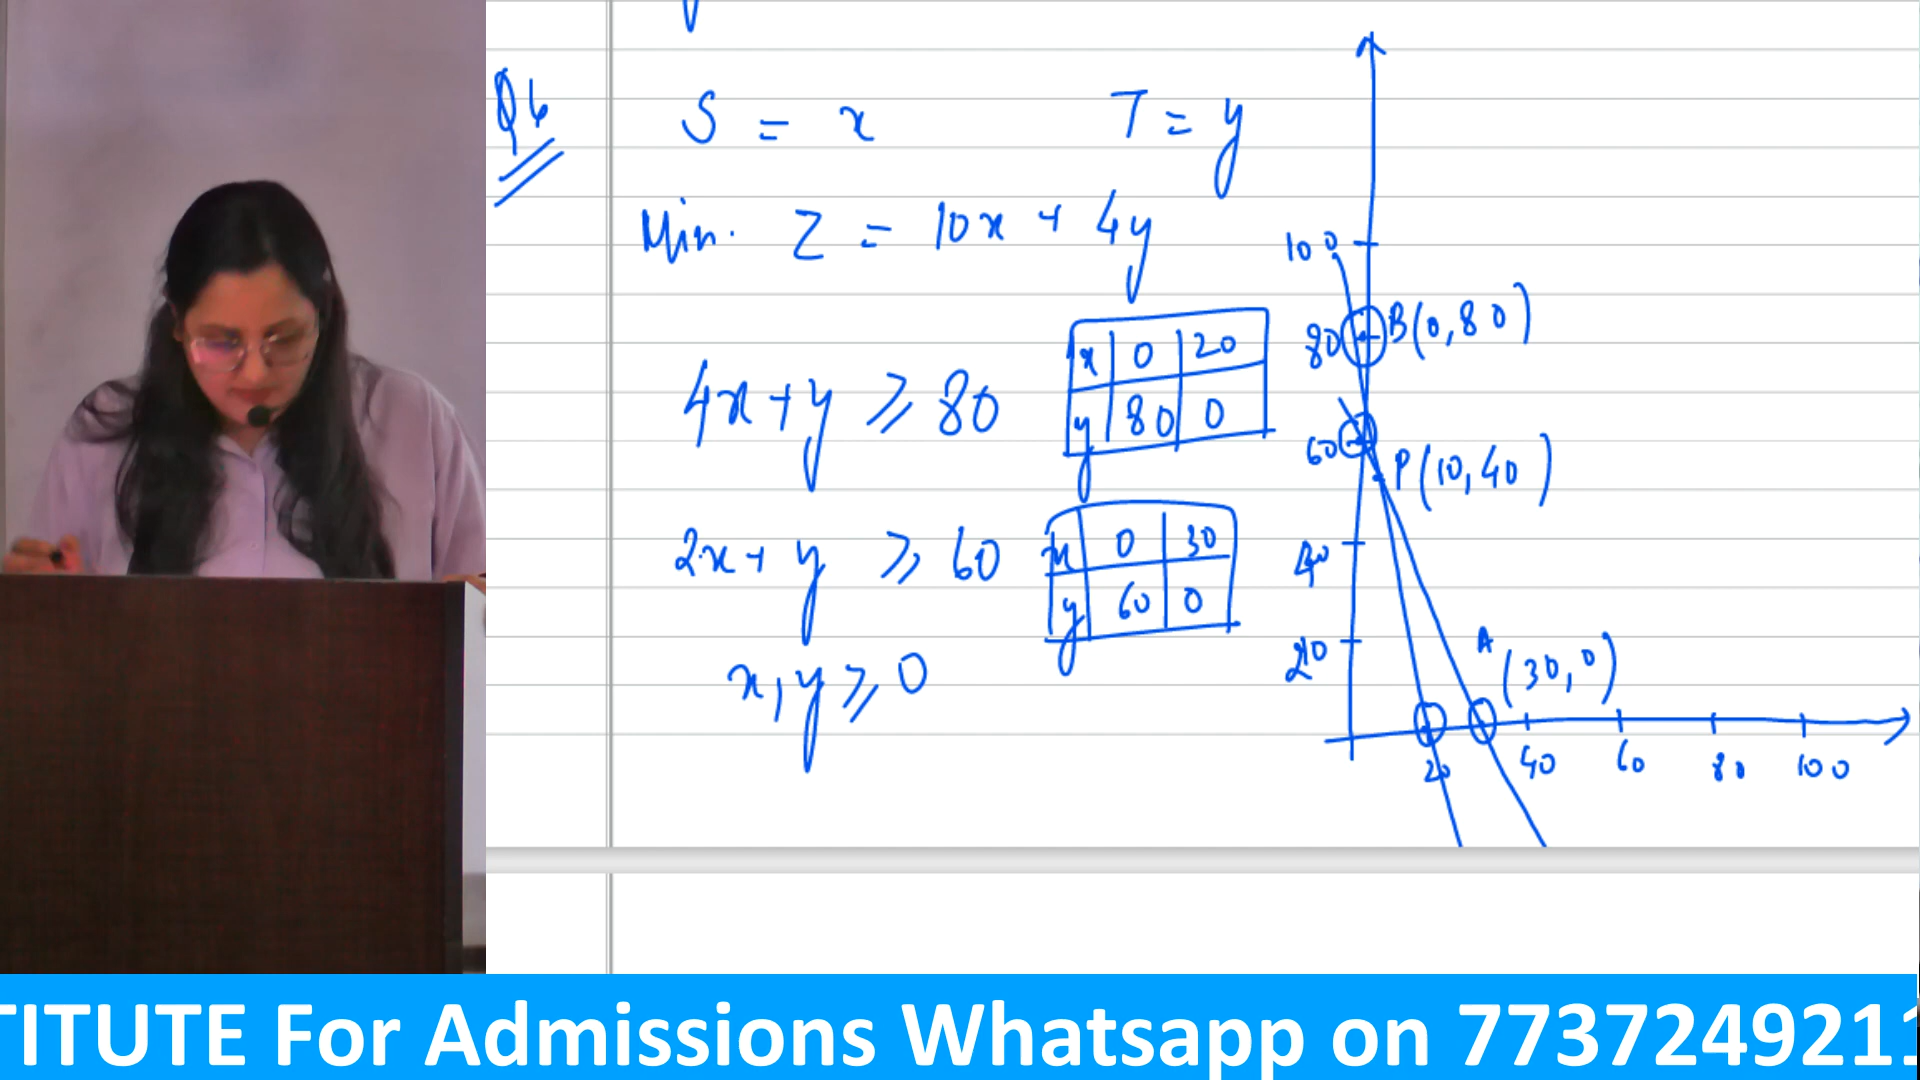 Q6
S = x T = y
Min. Z = 10x + 4y
4x + y ⩾ 80
x 0 20
y 80 0
2x + y ⩾ 60
x 0 30
y 60 0
x, y ⩾ 0
100
80 B(0,80)
60 P(10,40)
40
20
A (30,0)
20 40 60 80 100
TITUTE For Admissions Whatsapp on 7737249211